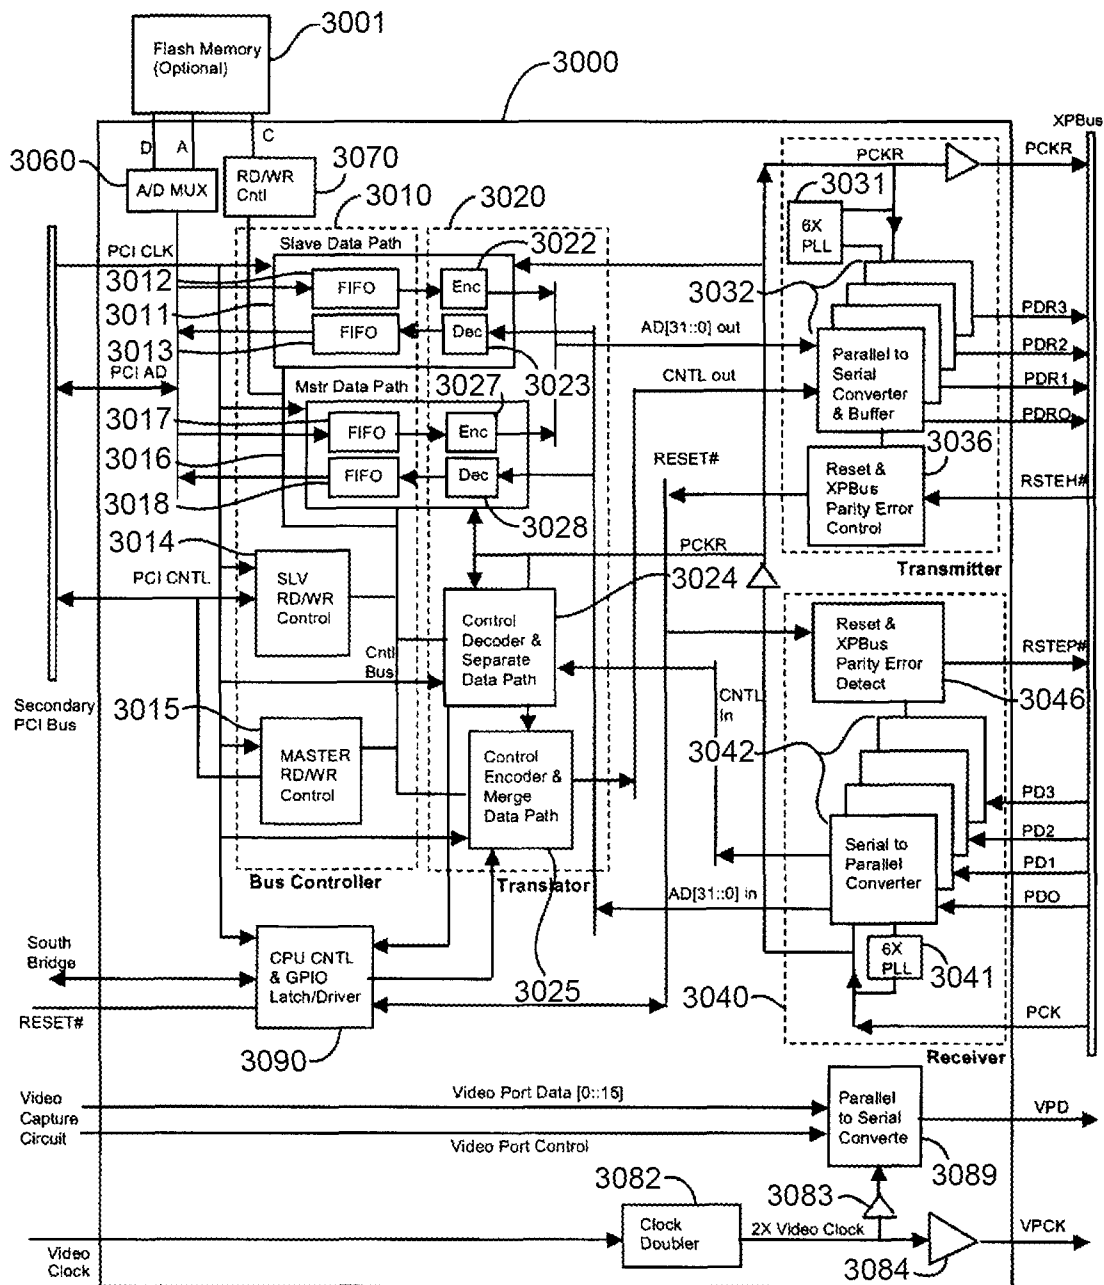 3001
Flash Memory
(Optional)
3000
XPBus
D
A
C
3060
A/D MUX
3070
RD/WR
Cntl
PCKR
PCKR
3031
6X
PLL
3010
3020
Slave Data Path
3022
PCI CLK
3012
FIFO
Enc
3032
3011
FIFO
Dec
AD[31::0] out
PDR3
3013
Parallel to
Serial
Converter
& Buffer
PDR2
PCI AD
Mstr Data Path
3027
3023
CNTL out
PDR1
3017
FIFO
Enc
PDRO
3036
3016
FIFO
Dec
RESET#
Reset &
XPBus
Parity Error
Control
RSTEH#
3018
3028
3014
PCKR
3024
Transmitter
PCI CNTL
SLV
RD/WR
Control
Control
Decoder &
Separate
Data Path
Reset &
XPBus
Parity Error
Detect
RSTEP#
Cntl
Bus
CNTL
in
3046
Secondary
PCI Bus
3015
3042
MASTER
RD/WR
Control
Control
Encoder &
Merge
Data Path
PD3
PD2
Serial to
Parallel
Converter
PD1
Bus Controller
Translator
AD[31::0] in
PDO
South
Bridge
CPU CNTL
& GPIO
Latch/Driver
6X
PLL
3041
3025
3040
RESET#
PCK
3090
Receiver
Video
Capture
Circuit
Video Port Data [0::15]
Parallel
to Serial
Converte
VPD
Video Port Control
3089
3082
3083
Clock
Doubler
2X Video Clock
VPCK
Video
Clock
3084